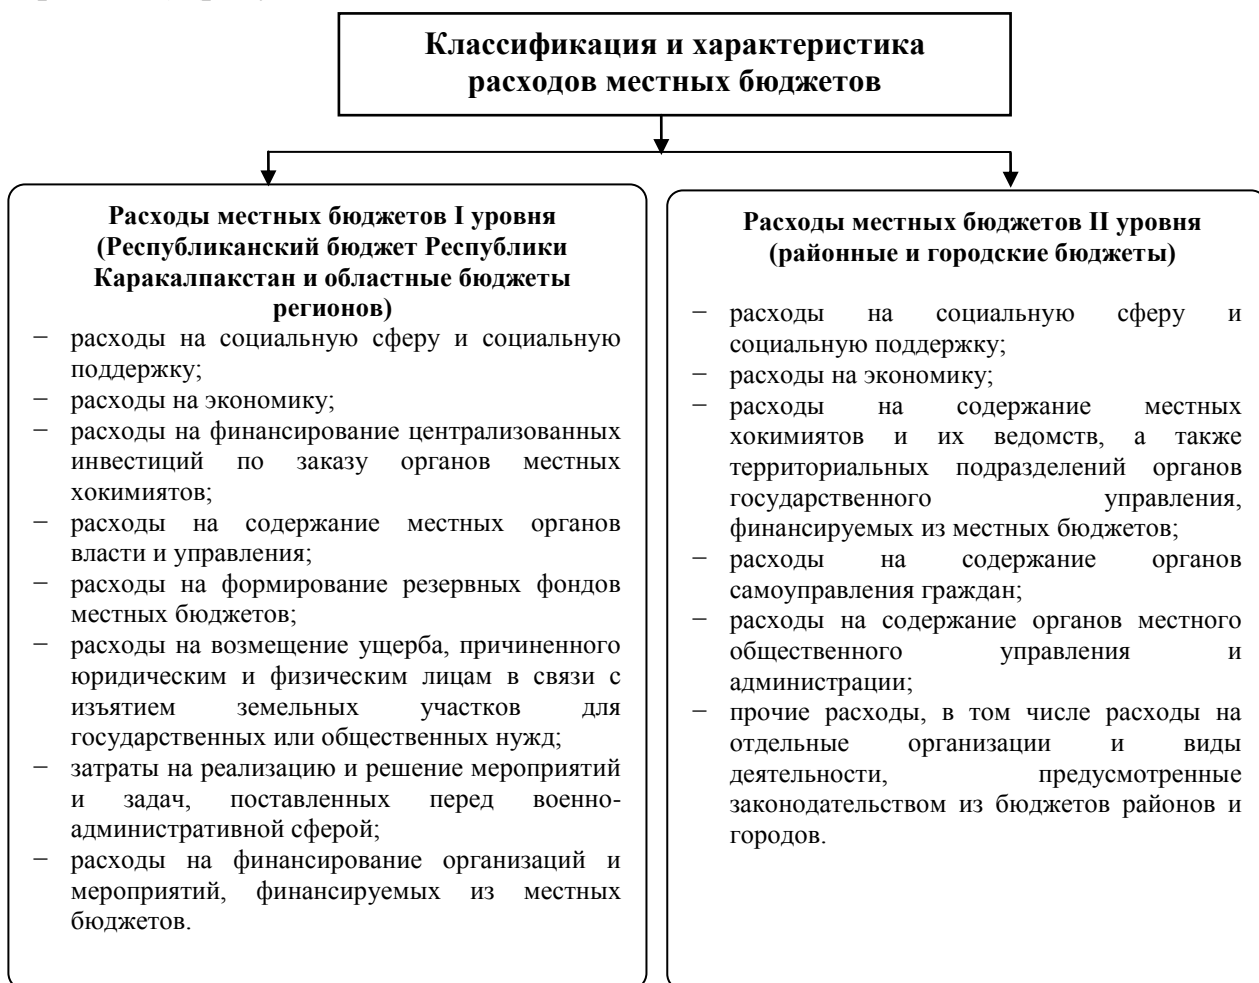 Классификация и характеристика
расходов местных бюджетов
Расходы местных бюджетов I уровня
(Республиканский бюджет Республики
Каракалпакстан и областные бюджеты
регионов)
− расходы на социальную сферу и социальную
поддержку;
− расходы на экономику;
− расходы на финансирование централизованных
инвестиций по заказу органов местных
хокимиятов;
− расходы на содержание местных органов
власти и управления;
− расходы на формирование резервных фондов
местных бюджетов;
− расходы на возмещение ущерба, причиненного
юридическим и физическим лицам в связи с
изъятием земельных участков для
государственных или общественных нужд;
− затраты на реализацию и решение мероприятий
и задач, поставленных перед военно-
административной сферой;
− расходы на финансирование организаций и
мероприятий, финансируемых из местных
бюджетов.
Расходы местных бюджетов II уровня
(районные и городские бюджеты)
− расходы на социальную сферу и
социальную поддержку;
− расходы на экономику;
− расходы на содержание местных
хокимиятов и их ведомств, а также
территориальных подразделений органов
государственного управления,
финансируемых из местных бюджетов;
− расходы на содержание органов
самоуправления граждан;
− расходы на содержание органов местного
общественного управления и
администрации;
− прочие расходы, в том числе расходы на
отдельные организации и виды
деятельности, предусмотренные
законодательством из бюджетов районов и
городов.